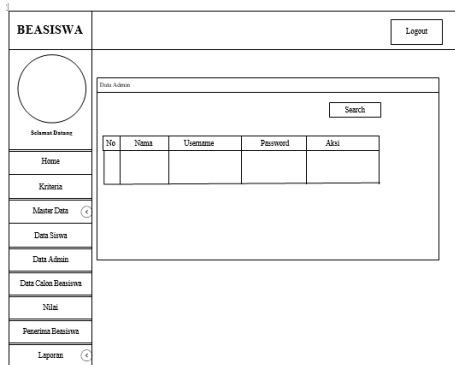 BEASISWA
Logout
Selamat Datang
Home
Kriteria
Master Data
Data Siswa
Data Admin
Data Calon Beasiswa
Nilai
Penerima Beasiswa
Laporan
Data Admin
Search
No Nama Username Password Aksi